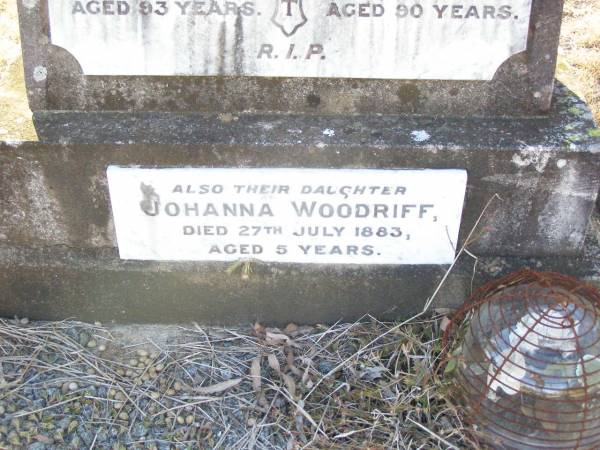 AGED 93 YEARS. T AGED 90 YEARS.
R.I.P.
ALSO THEIR DAUGHTER
JOHANNA WOODRIFF,
DIED 27TH JULY 1883,
AGED 5 YEARS.